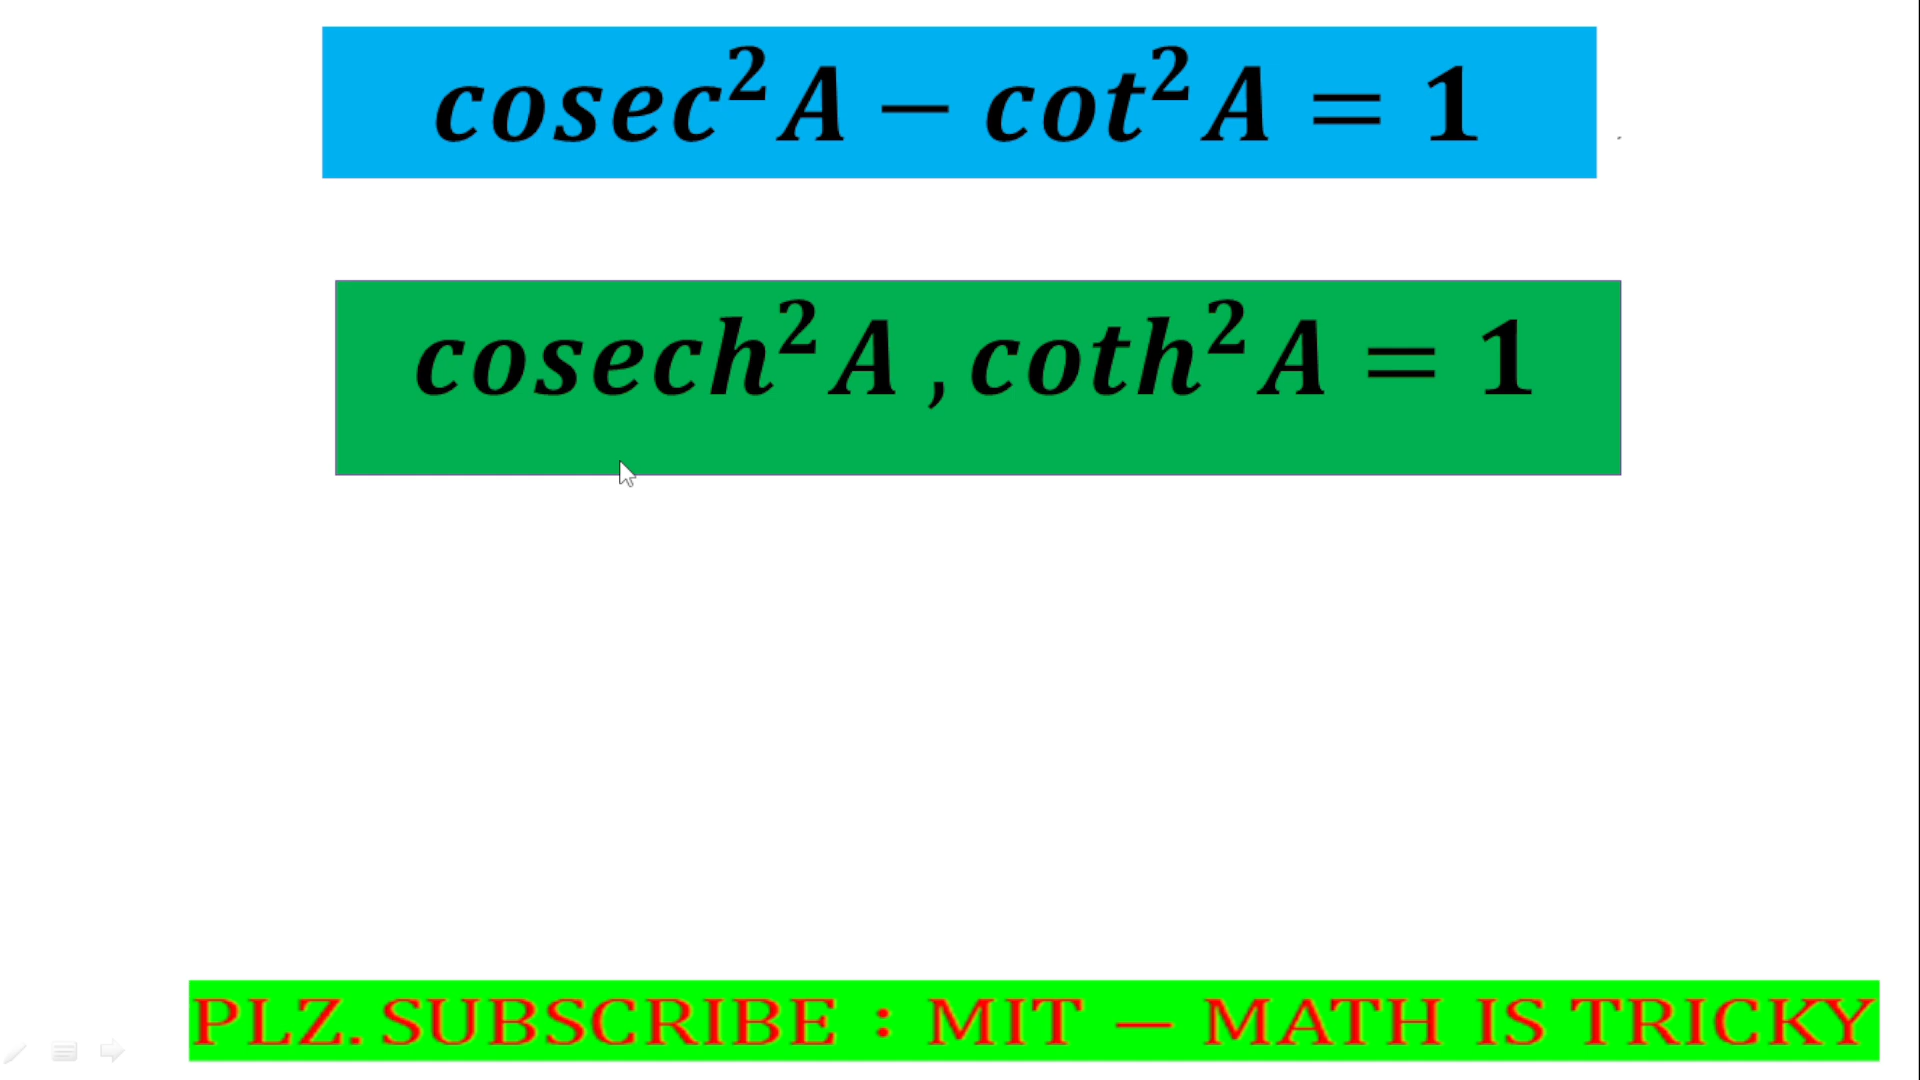 cosec²A − cot²A = 1
cosech²A , coth²A = 1
PLZ. SUBSCRIBE : MIT − MATH IS TRICKY